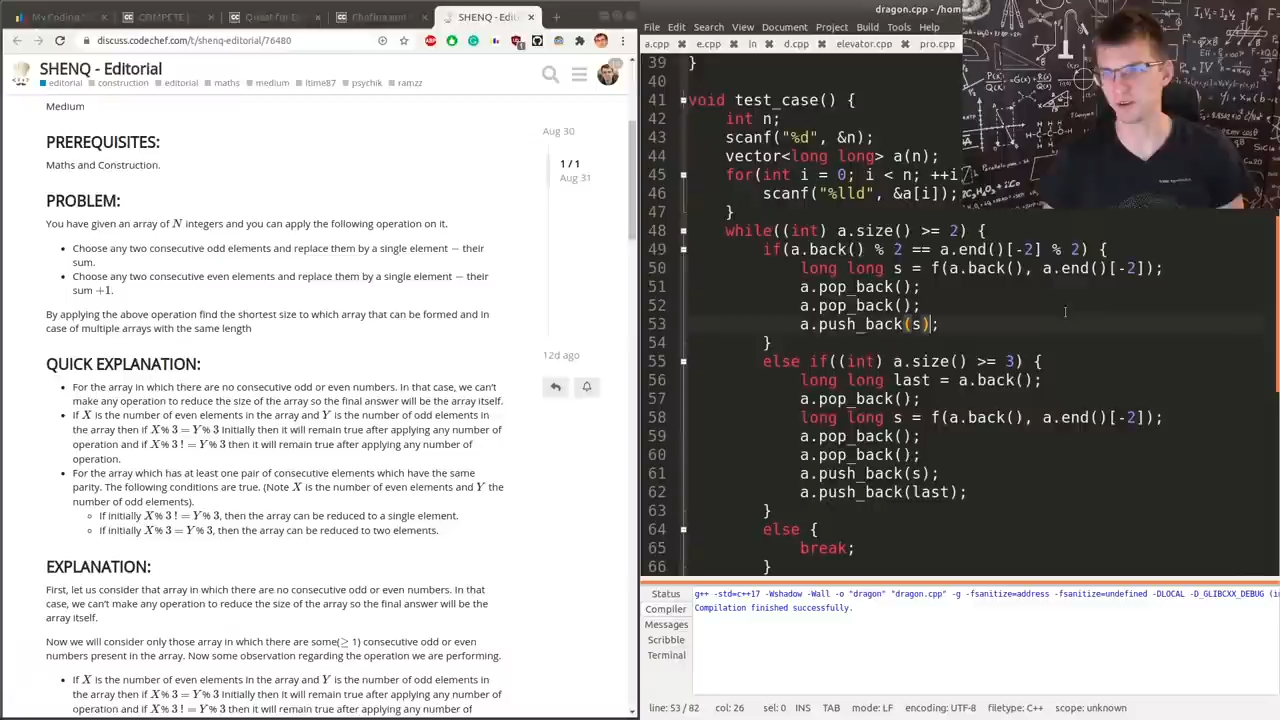 My Coding
COMPETE
Quest for E
Chefina an
SHENQ - Edit
discuss.codechef.com/t/shenq-editorial/76480
SHENQ - Editorial
editorial construction editorial maths medium ltime87 psychik ramzz
Medium
PREREQUISITES:
Maths and Construction.
PROBLEM:
You have given an array of N integers and you can apply the following operation on it.
• Choose any two consecutive odd elements and replace them by a single element − their
sum.
• Choose any two consecutive even elements and replace them by a single element − their
sum +1.
By applying the above operation find the shortest size to which array that can be formed and in
case of multiple arrays with the same length
QUICK EXPLANATION:
• For the array in which there are no consecutive odd or even numbers. In that case, we can't
make any operation to reduce the size of the array so the final answer will be the array itself.
• If X is the number of even elements in the array and Y is the number of odd elements in
the array then if X% 3 = Y% 3 Initially then it will remain true after applying any number of
operation and if X% 3 ! = Y% 3 then it will remain true after applying any number of
operation.
• For the array which has at least one pair of consecutive elements which have the same
parity. The following conditions are true. (Note X is the number of even elements and Y the
number of odd elements).
◦ If initially X% 3 ! = Y% 3, then the array can be reduced to a single element.
◦ If initially X% 3 = Y% 3, then the array can be reduced to two elements.
EXPLANATION:
First, let us consider that array in which there are no consecutive odd or even numbers. In that
case, we can't make any operation to reduce the size of the array so the final answer will be the
array itself.
Now we will consider only those array in which there are some(≥ 1) consecutive odd or even
numbers present in the array. Now some observation regarding the operation we are performing.
• If X is the number of even elements in the array and Y is the number of odd elements in
the array then if X% 3 = Y% 3 Initially then it will remain true after applying any number of
operation and if X% 3 ! = Y% 3 then it will remain true after applying any number of
Aug 30
1 / 1
Aug 31
12d ago
dragon.cpp - /home
File Edit Search View Document Project Build Tools Help
a.cpp e.cpp in d.cpp elevator.cpp pro.cpp
39 }
40
41 void test_case() {
42 int n;
43 scanf("%d", &n);
44 vector<long long> a(n);
45 for(int i = 0; i < n; ++i
46 scanf("%lld", &a[i]);
47 }
48 while((int) a.size() >= 2) {
49 if(a.back() % 2 == a.end()[-2] % 2) {
50 long long s = f(a.back(), a.end()[-2]);
51 a.pop_back();
52 a.pop_back();
53 a.push_back(s);
54 }
55 else if((int) a.size() >= 3) {
56 long long last = a.back();
57 a.pop_back();
58 long long s = f(a.back(), a.end()[-2]);
59 a.pop_back();
60 a.pop_back();
61 a.push_back(s);
62 a.push_back(last);
63 }
64 else {
65 break;
66 }
Status
Compiler
Messages
Scribble
Terminal
g++ -std=c++17 -Wshadow -Wall -o "dragon" "dragon.cpp" -g -fsanitize=address -fsanitize=undefined -DLOCAL -D_GLIBCXX_DEBUG (i
Compilation finished successfully.
line: 53 / 82 col: 26 sel: 0 INS TAB mode: LF encoding: UTF-8 filetype: C++ scope: unknown